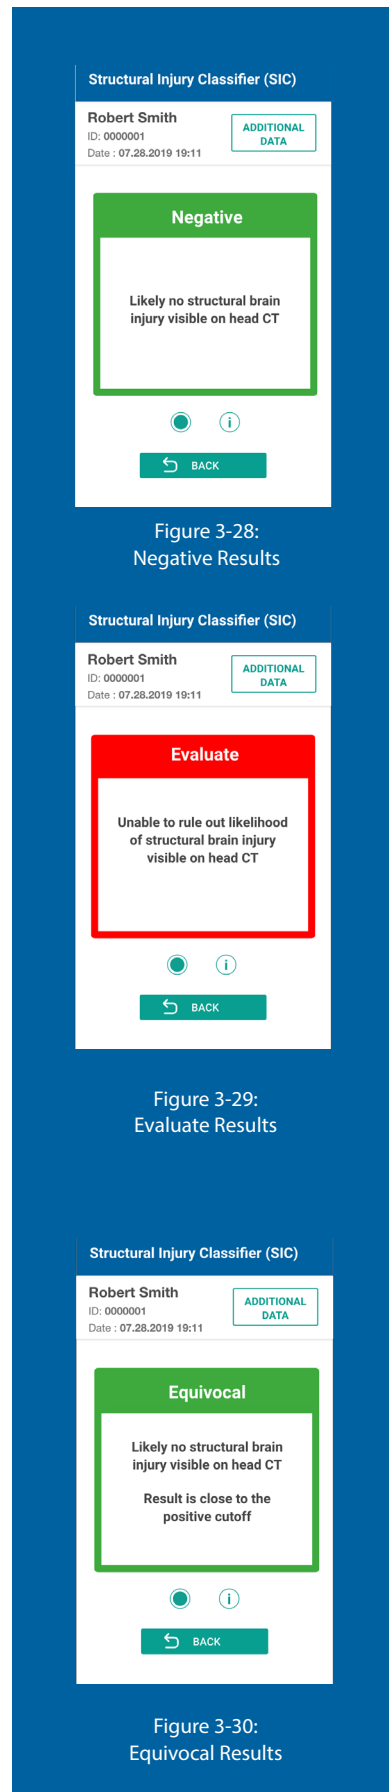 Structural Injury Classifier (SIC)
Robert Smith
ID: 0000001
Date : 07.28.2019 19:11
ADDITIONAL
DATA
Negative
Likely no structural brain
injury visible on head CT
i
BACK
Figure 3-28:
Negative Results
Structural Injury Classifier (SIC)
Robert Smith
ID: 0000001
Date : 07.28.2019 19:11
ADDITIONAL
DATA
Evaluate
Unable to rule out likelihood
of structural brain injury
visible on head CT
i
BACK
Figure 3-29:
Evaluate Results
Structural Injury Classifier (SIC)
Robert Smith
ID: 0000001
Date : 07.28.2019 19:11
ADDITIONAL
DATA
Equivocal
Likely no structural brain
injury visible on head CT
Result is close to the
positive cutoff
i
BACK
Figure 3-30:
Equivocal Results